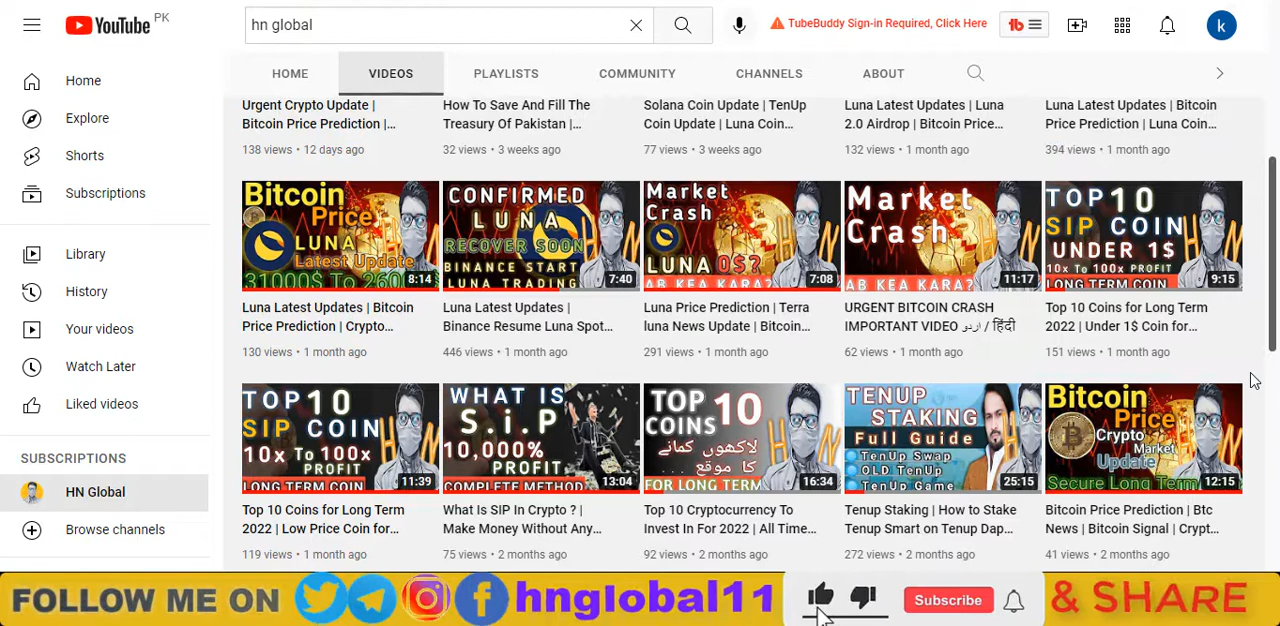 YouTube PK
hn global
TubeBuddy Sign-in Required, Click Here
tb
k
HOME
VIDEOS
PLAYLISTS
COMMUNITY
CHANNELS
ABOUT
Home
Explore
Shorts
Subscriptions
Library
History
Your videos
Watch Later
Liked videos
SUBSCRIPTIONS
HN Global
Browse channels
Urgent Crypto Update |
Bitcoin Price Prediction |...
138 views • 12 days ago
How To Save And Fill The
Treasury Of Pakistan |...
32 views • 3 weeks ago
Solana Coin Update | TenUp
Coin Update | Luna Coin...
77 views • 3 weeks ago
Luna Latest Updates | Luna
2.0 Airdrop | Bitcoin Price...
132 views • 1 month ago
Luna Latest Updates | Bitcoin
Price Prediction | Luna Coin...
394 views • 1 month ago
Bitcoin
Price
LUNA
Latest Update
31000$ To 260
8:14
Luna Latest Updates | Bitcoin
Price Prediction | Crypto...
130 views • 1 month ago
CONFIRMED
LUNA
RECOVER SOON
BINANCE START
LUNA TRADING
7:40
Luna Latest Updates |
Binance Resume Luna Spot...
446 views • 1 month ago
Market
Crash
LUNA 0$?
AB KEA KARA?
7:08
Luna Price Prediction | Terra
luna News Update | Bitcoin...
291 views • 1 month ago
Market
Crash
AB KEA KARA?
11:17
URGENT BITCOIN CRASH
IMPORTANT VIDEO اردو / हिंदी
62 views • 1 month ago
TOP 10
SIP COIN
UNDER 1$
10x To 100x PROFIT
LONG TERM COIN
9:15
Top 10 Coins for Long Term
2022 | Under 1$ Coin for...
151 views • 1 month ago
TOP 10
SIP COIN
10x To 100x
PROFIT
LONG TERM COIN
11:39
Top 10 Coins for Long Term
2022 | Low Price Coin for...
119 views • 1 month ago
WHAT IS
S.i.P
10,000%
PROFIT
COMPLETE METHOD
13:04
What Is SIP In Crypto ? |
Make Money Without Any...
75 views • 2 months ago
TOP 10
COINS
لاکھوں کمانے
کا موقع ...
FOR LONG TERM
16:34
Top 10 Cryptocurrency To
Invest In For 2022 | All Time...
92 views • 2 months ago
TENUP
STAKING
Full Guide
TenUp Swap
OLD TenUp
TenUp Game
25:15
Tenup Staking | How to Stake
Tenup Smart on Tenup Dap...
272 views • 2 months ago
Bitcoin
Price
Crypto
Market
Update
Secure Long Term
12:15
Bitcoin Price Prediction | Btc
News | Bitcoin Signal | Crypt...
41 views • 2 months ago
FOLLOW ME ON hnglobal11 Subscribe & SHARE